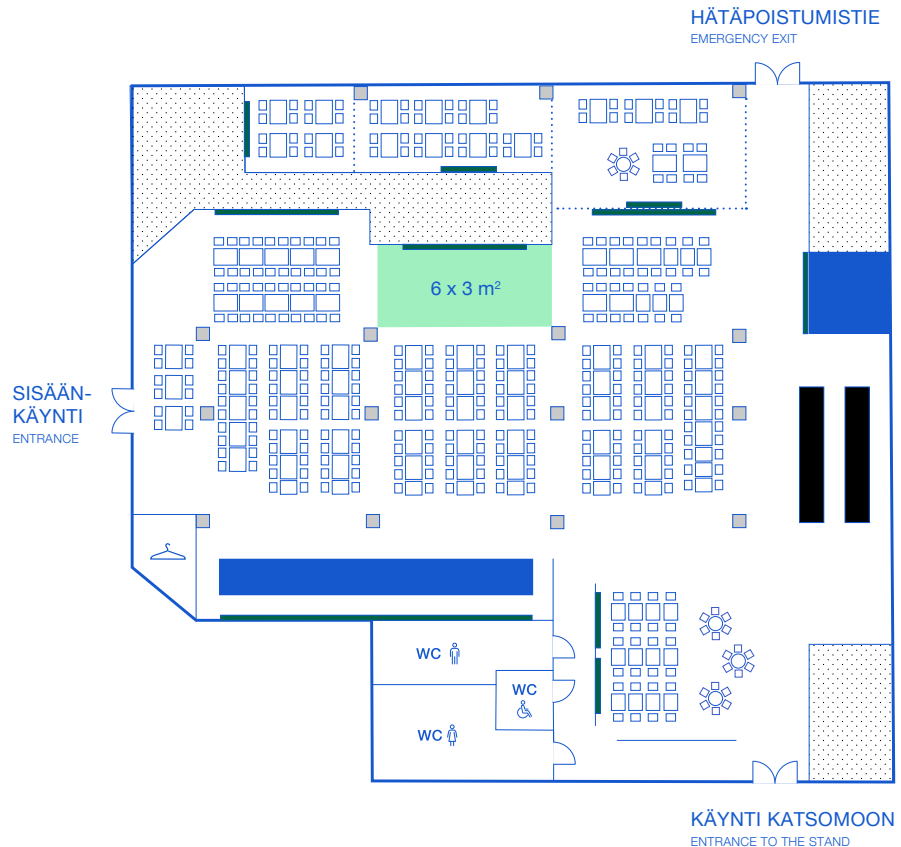 HÄTÄPOISTUMISTIE
EMERGENCY EXIT
6 x 3 m²
SISÄÄN-
KÄYNTI
ENTRANCE
WC
WC
WC
KÄYNTI KATSOMOON
ENTRANCE TO THE STAND